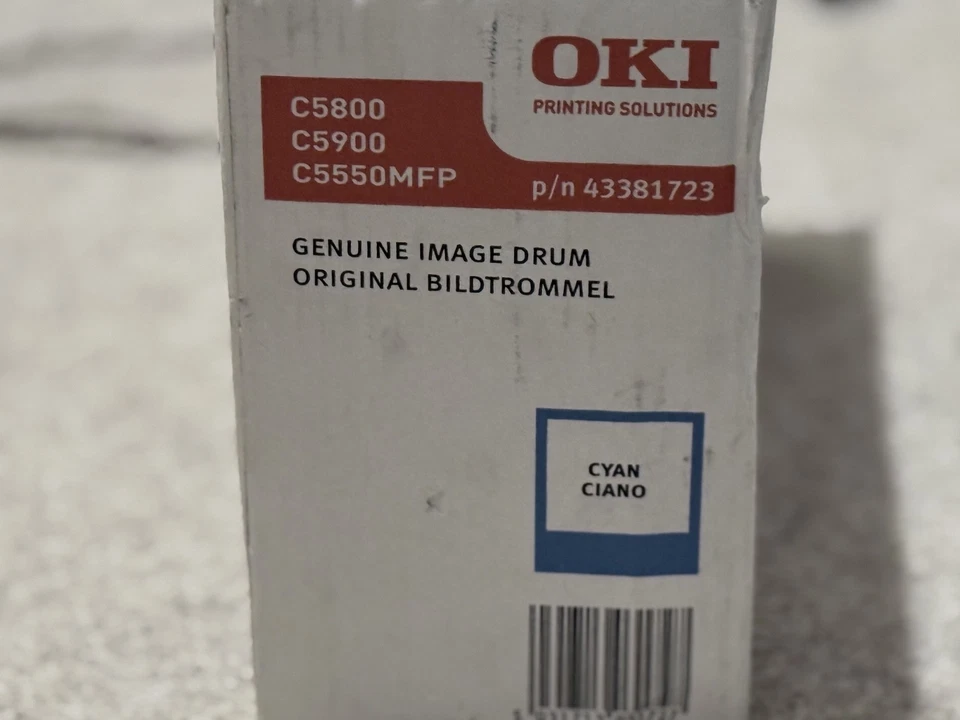 OKI
PRINTING SOLUTIONS
C5800
C5900
C5550MFP
p/n 43381723
GENUINE IMAGE DRUM
ORIGINAL BILDTROMMEL
CYAN
CIANO